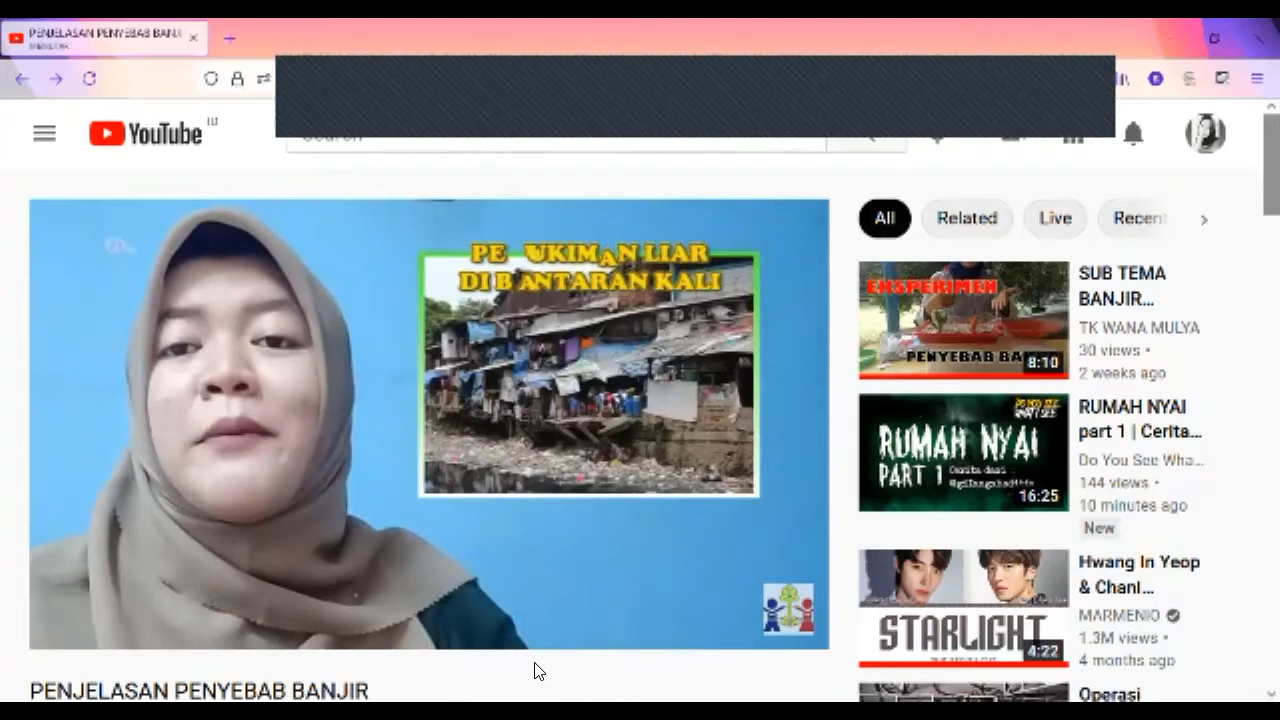 PENJELASAN PENYEBAB BANJI
YouTube
ID
All
Related
Live
Recent
PE UKIMAN LIAR
DI B ANTARAN KALI
EKSPERIMEN
PENYEBAB BA
8:10
SUB TEMA
BANJIR...
TK WANA MULYA
30 views •
2 weeks ago
RUMAH NYAI
PART 1
Cerita dari :
16:25
RUMAH NYAI
part 1 | Cerita...
Do You See Wha...
144 views •
10 minutes ago
New
STARLIGHT
4:22
Hwang In Yeop
& Chani...
MARMENIO
1.3M views •
4 months ago
Operasi
PENJELASAN PENYEBAB BANJIR